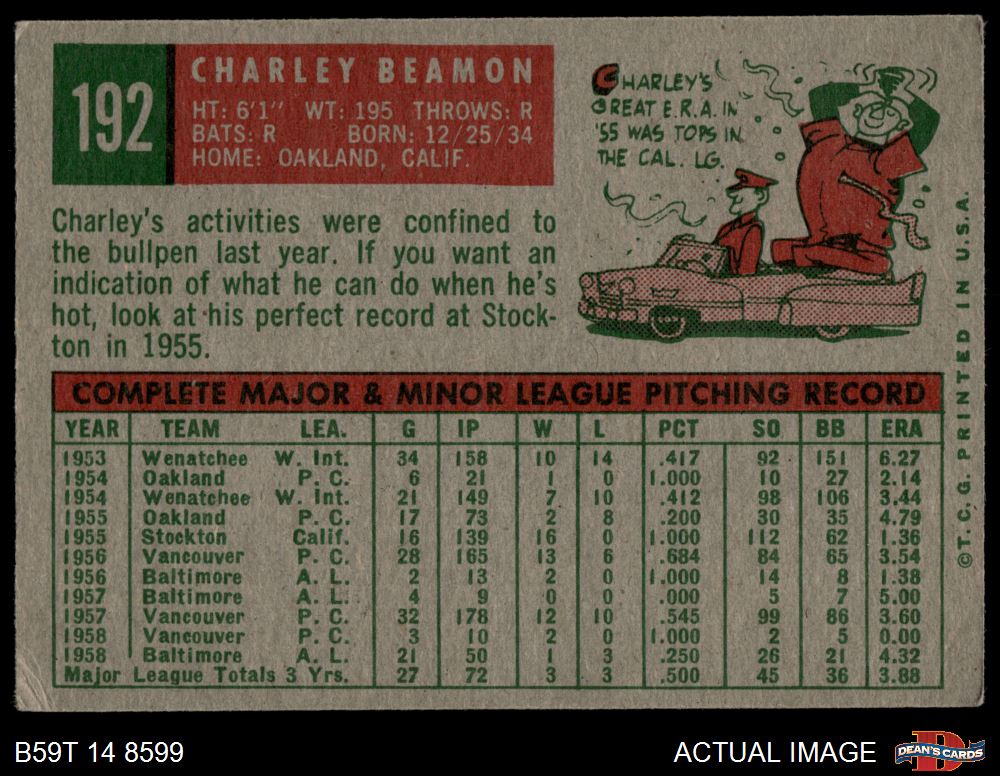 192
CHARLEY BEAMON
HT: 6'1" WT: 195 THROWS: R
BATS: R BORN: 12/25/34
HOME: OAKLAND, CALIF.
CHARLEY'S
GREAT E.R.A. IN
'55 WAS TOPS IN
THE CAL. LG.
Charley's activities were confined to
the bullpen last year. If you want an
indication of what he can do when he's
hot, look at his perfect record at Stock-
ton in 1955.
COMPLETE MAJOR & MINOR LEAGUE PITCHING RECORD
YEAR TEAM LEA. G IP W L PCT SO BB ERA
1953 Wenatchee W. Int. 34 158 10 14 .417 92 151 6.27
1954 Oakland P. C. 6 21 1 0 1.000 10 27 2.14
1954 Wenatchee W. Int. 21 149 7 10 .412 98 106 3.44
1955 Oakland P. C. 17 73 2 8 .200 30 35 4.79
1955 Stockton Calif. 16 139 16 0 1.000 112 62 1.36
1956 Vancouver P. C. 28 165 13 6 .684 84 65 3.54
1956 Baltimore A. L. 2 13 2 0 1.000 14 8 1.38
1957 Baltimore A. L. 4 9 0 0 .000 5 7 5.00
1957 Vancouver P. C. 32 178 12 10 .545 99 86 3.60
1958 Vancouver P. C. 3 10 2 0 1.000 2 5 0.00
1958 Baltimore A. L. 21 50 1 3 .250 26 21 4.32
Major League Totals 3 Yrs. 27 72 3 3 .500 45 36 3.88
©T. C. G. PRINTED IN U.S.A.
B59T 14 8599
ACTUAL IMAGE
DEAN'S CARDS